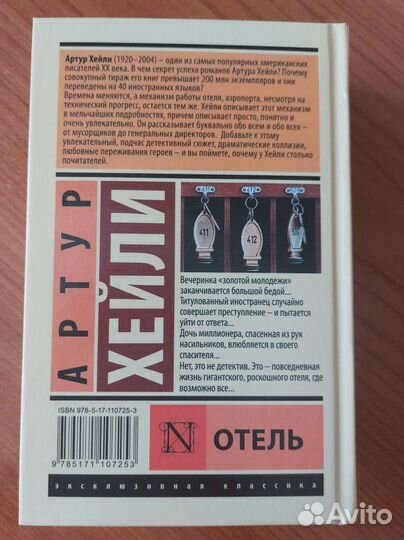 Артур Хейли (1920–2004) – один из самых популярных американских
писателей XX века. В чем секрет успеха романов Артура Хейли? Почему
совокупный тираж его книг превышает 200 млн экземпляров и они
переведены на 40 иностранных языков?
Времена меняются, а механизм работы отеля, аэропорта, несмотря на
технический прогресс, остается тем же. Хейли описывает этот механизм
в мельчайших подробностях, причем описывает просто, понятно и
очень увлекательно. Он рассказывает буквально обо всем и обо всех –
от мусорщиков до генеральных директоров. Добавьте к этому
увлекательный, подчас детективный сюжет, драматические коллизии,
любовные переживания героев – и вы поймете, почему у Хейли столько
почитателей.
АРТУР
ХЕЙЛИ
411
412
411
412
Вечеринка «золотой молодежи»
заканчивается большой бедой...
Титулованный иностранец случайно
совершает преступление – и пытается
уйти от ответа...
Дочь миллионера, спасенная из рук
насильников, влюбляется в своего
спасителя...
Нет, это не детектив. Это – повседневная
жизнь гигантского, роскошного отеля, где
возможно все...
ISBN 978-5-17-110725-3
9 785171 107253
N
ОТЕЛЬ
эксклюзивная классика
Avito